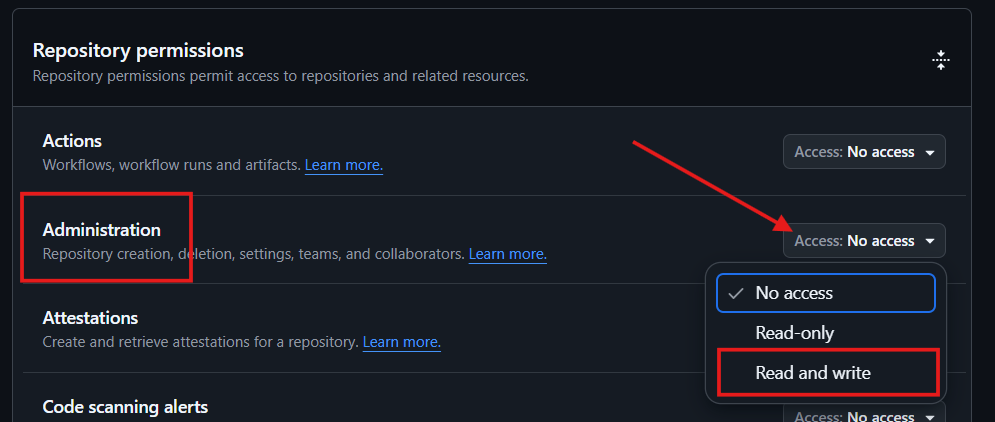 Repository permissions
Repository permissions permit access to repositories and related resources.
Actions
Workflows, workflow runs and artifacts. Learn more.
Access: No access
Administration
Repository creation, deletion, settings, teams, and collaborators. Learn more.
Access: No access
No access
Read-only
Read and write
Attestations
Create and retrieve attestations for a repository. Learn more.
Code scanning alerts
Access: No access